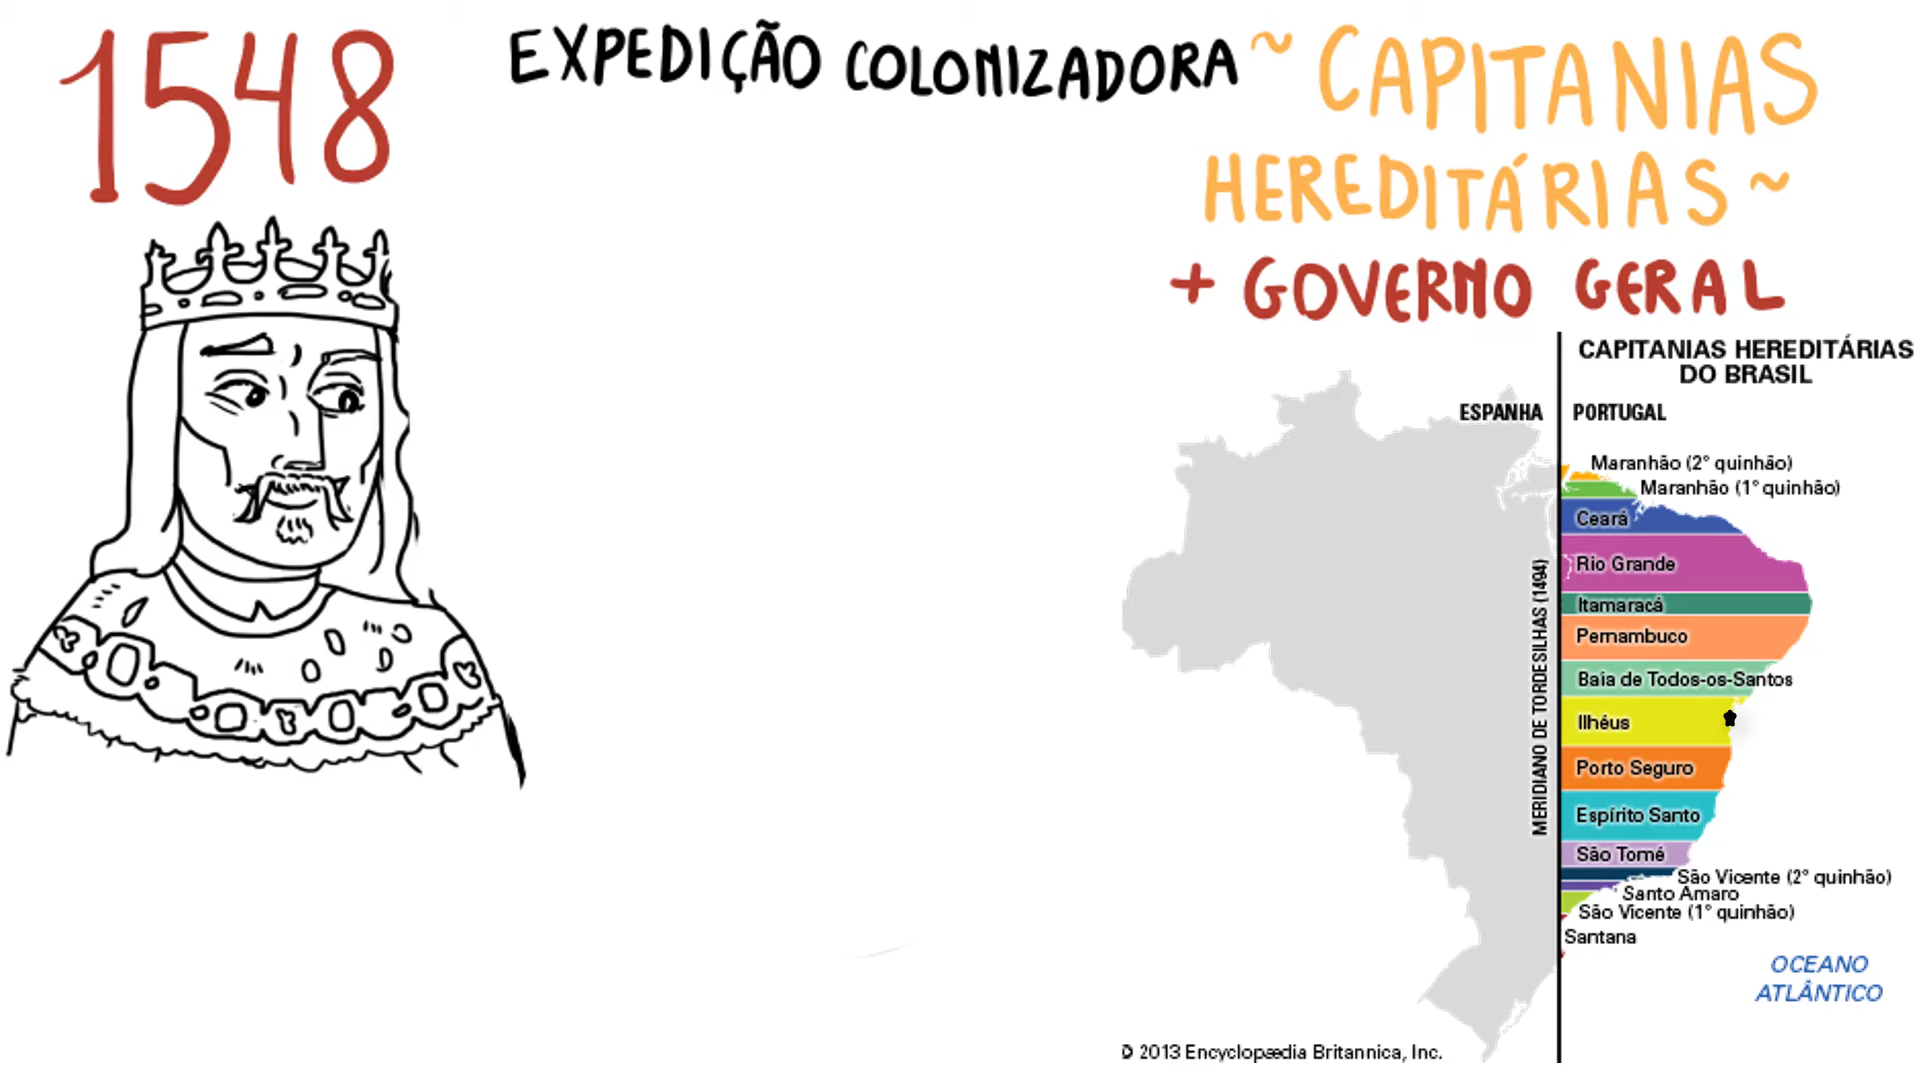 1548
EXPEDIÇÃO COLONIZADORA ~ CAPITANIAS
HEREDITÁRIAS ~
+ GOVERNO GERAL
CAPITANIAS HEREDITÁRIAS
DO BRASIL
ESPANHA
PORTUGAL
MERIDIANO DE TORDESILHAS (1494)
Maranhão (2° quinhão)
Maranhão (1° quinhão)
Ceará
Rio Grande
Itamaracá
Pernambuco
Baia de Todos-os-Santos
Ilhéus
Porto Seguro
Espírito Santo
São Tomé
São Vicente (2° quinhão)
Santo Amaro
São Vicente (1° quinhão)
Santana
OCEANO
ATLÂNTICO
© 2013 Encyclopædia Britannica, Inc.